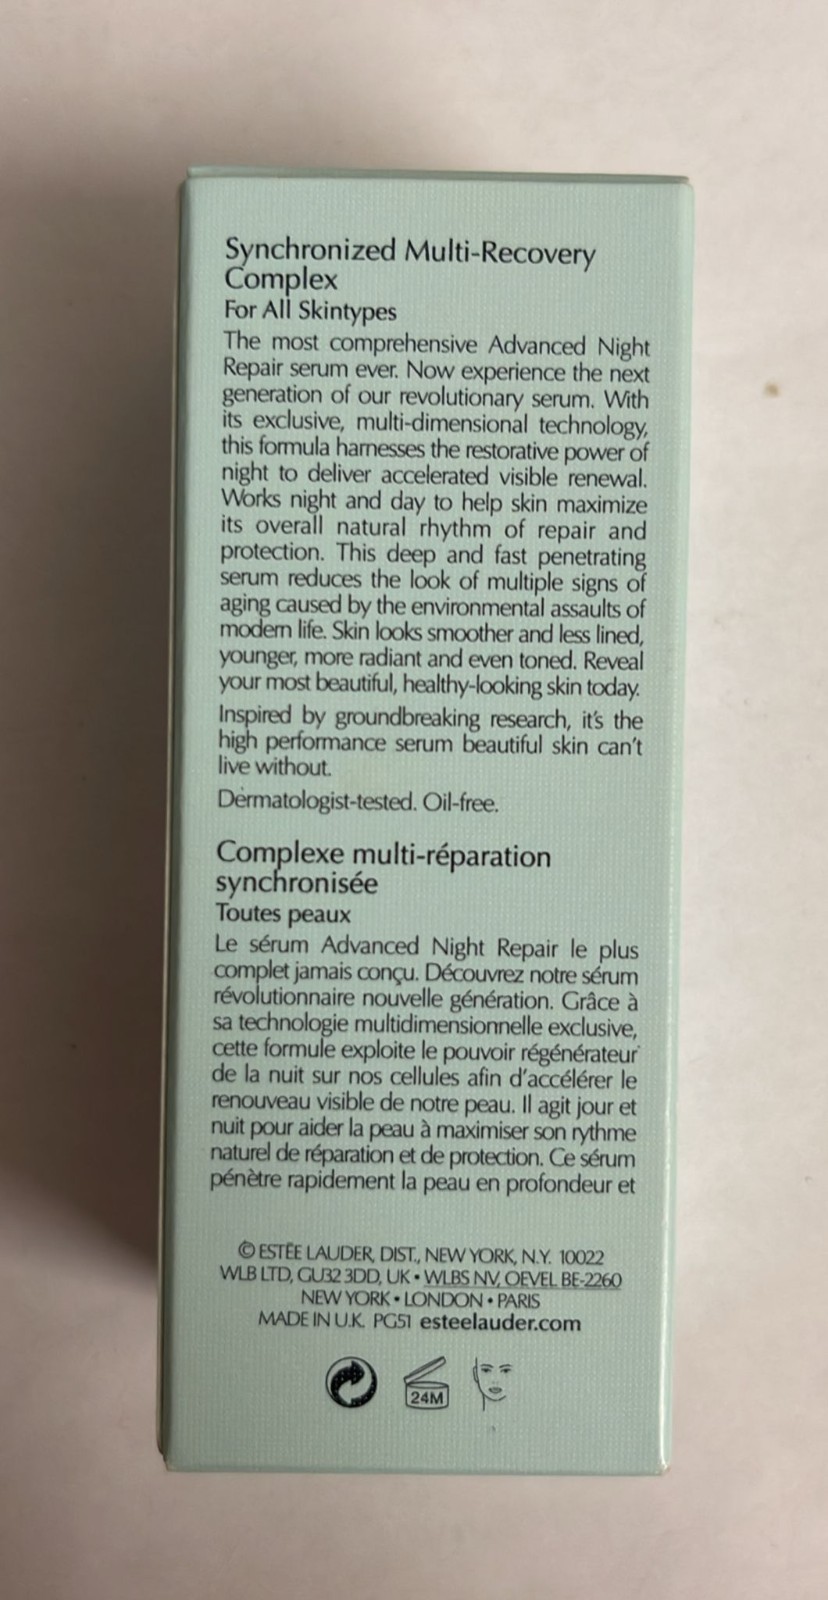 Synchronized Multi-Recovery
Complex
For All Skintypes
The most comprehensive Advanced Night
Repair serum ever. Now experience the next
generation of our revolutionary serum. With
its exclusive, multi-dimensional technology,
this formula harnesses the restorative power of
night to deliver accelerated visible renewal.
Works night and day to help skin maximize
its overall natural rhythm of repair and
protection. This deep and fast penetrating
serum reduces the look of multiple signs of
aging caused by the environmental assaults of
modern life. Skin looks smoother and less lined,
younger, more radiant and even toned. Reveal
your most beautiful, healthy-looking skin today.
Inspired by groundbreaking research, it's the
high performance serum beautiful skin can't
live without.
Dermatologist-tested. Oil-free.
Complexe multi-réparation
synchronisée
Toutes peaux
Le sérum Advanced Night Repair le plus
complet jamais conçu. Découvrez notre sérum
révolutionnaire nouvelle génération. Grâce à
sa technologie multidimensionnelle exclusive,
cette formule exploite le pouvoir régénérateur
de la nuit sur nos cellules afin d'accélérer le
renouveau visible de notre peau. Il agit jour et
nuit pour aider la peau à maximiser son rythme
naturel de réparation et de protection. Ce sérum
pénètre rapidement la peau en profondeur et
© ESTĒE LAUDER, DIST., NEW YORK, N.Y. 10022
WLB LTD, GU32 3DD, UK • WLBS NV, OEVEL BE-2260
NEW YORK • LONDON • PARIS
MADE IN U.K. PG51 esteelauder.com
24M